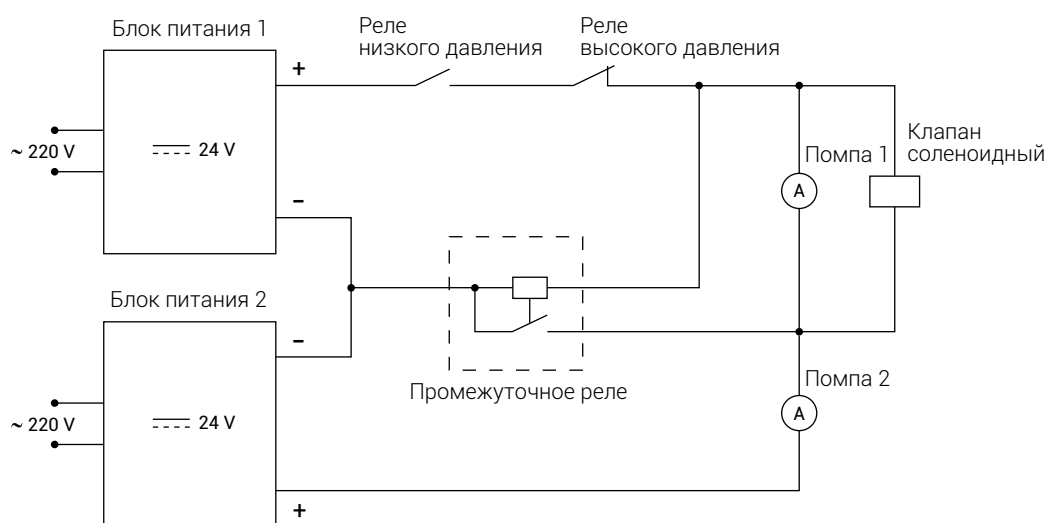 Блок питания 1
Реле
низкого давления
Реле
высокого давления
+
~ 220 V
24 V
Помпа 1
A
Клапан
соленоидный
−
Блок питания 2
−
Промежуточное реле
Помпа 2
A
~ 220 V
24 V
+